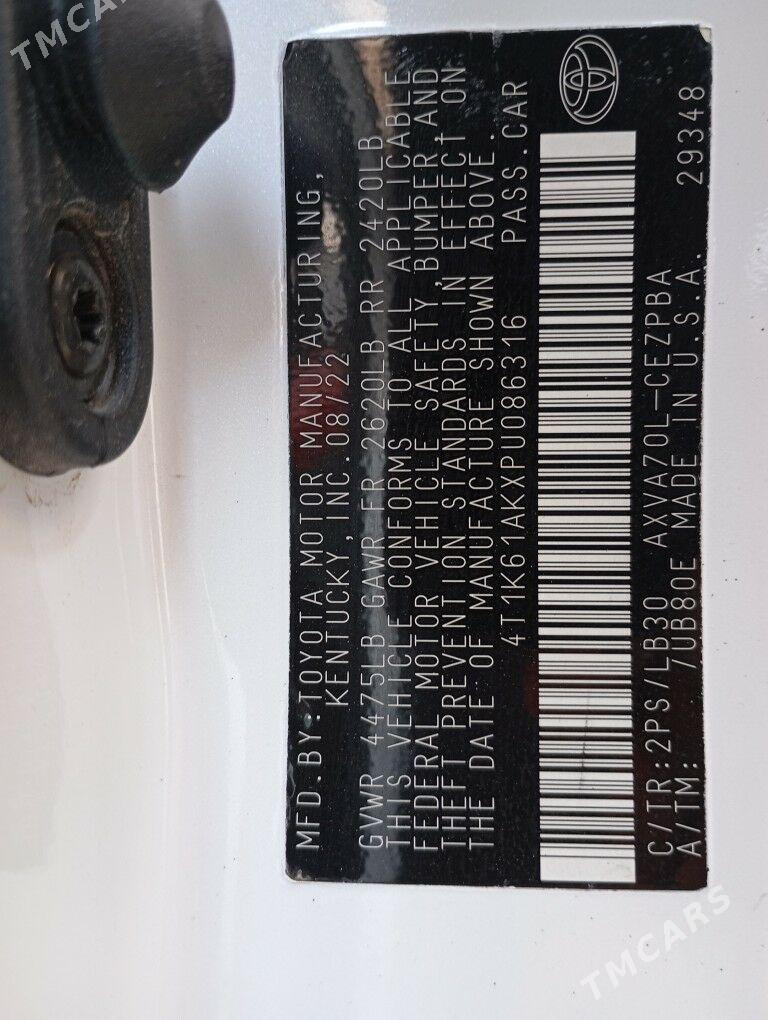 MFD.BY:TOYOTA MOTOR MANUFACTURING,
KENTUCKY,INC. 08/22
GVWR 4475LB GAWR FR 2620LB RR 2420LB
THIS VEHICLE CONFORMS TO ALL APPLICABLE
FEDERAL MOTOR VEHICLE SAFETY,BUMPER,AND
THEFT PREVENTION STANDARDS IN EFFECT ON
THE DATE OF MANUFACTURE SHOWN ABOVE.
4T1K61AKXPU086316 PASS.CAR
C/TR:2PS/LB30 AXVA70L-CEZPBA
A/TM: /UB80E MADE IN U.S.A. 29348
TMCARS
TMCARS